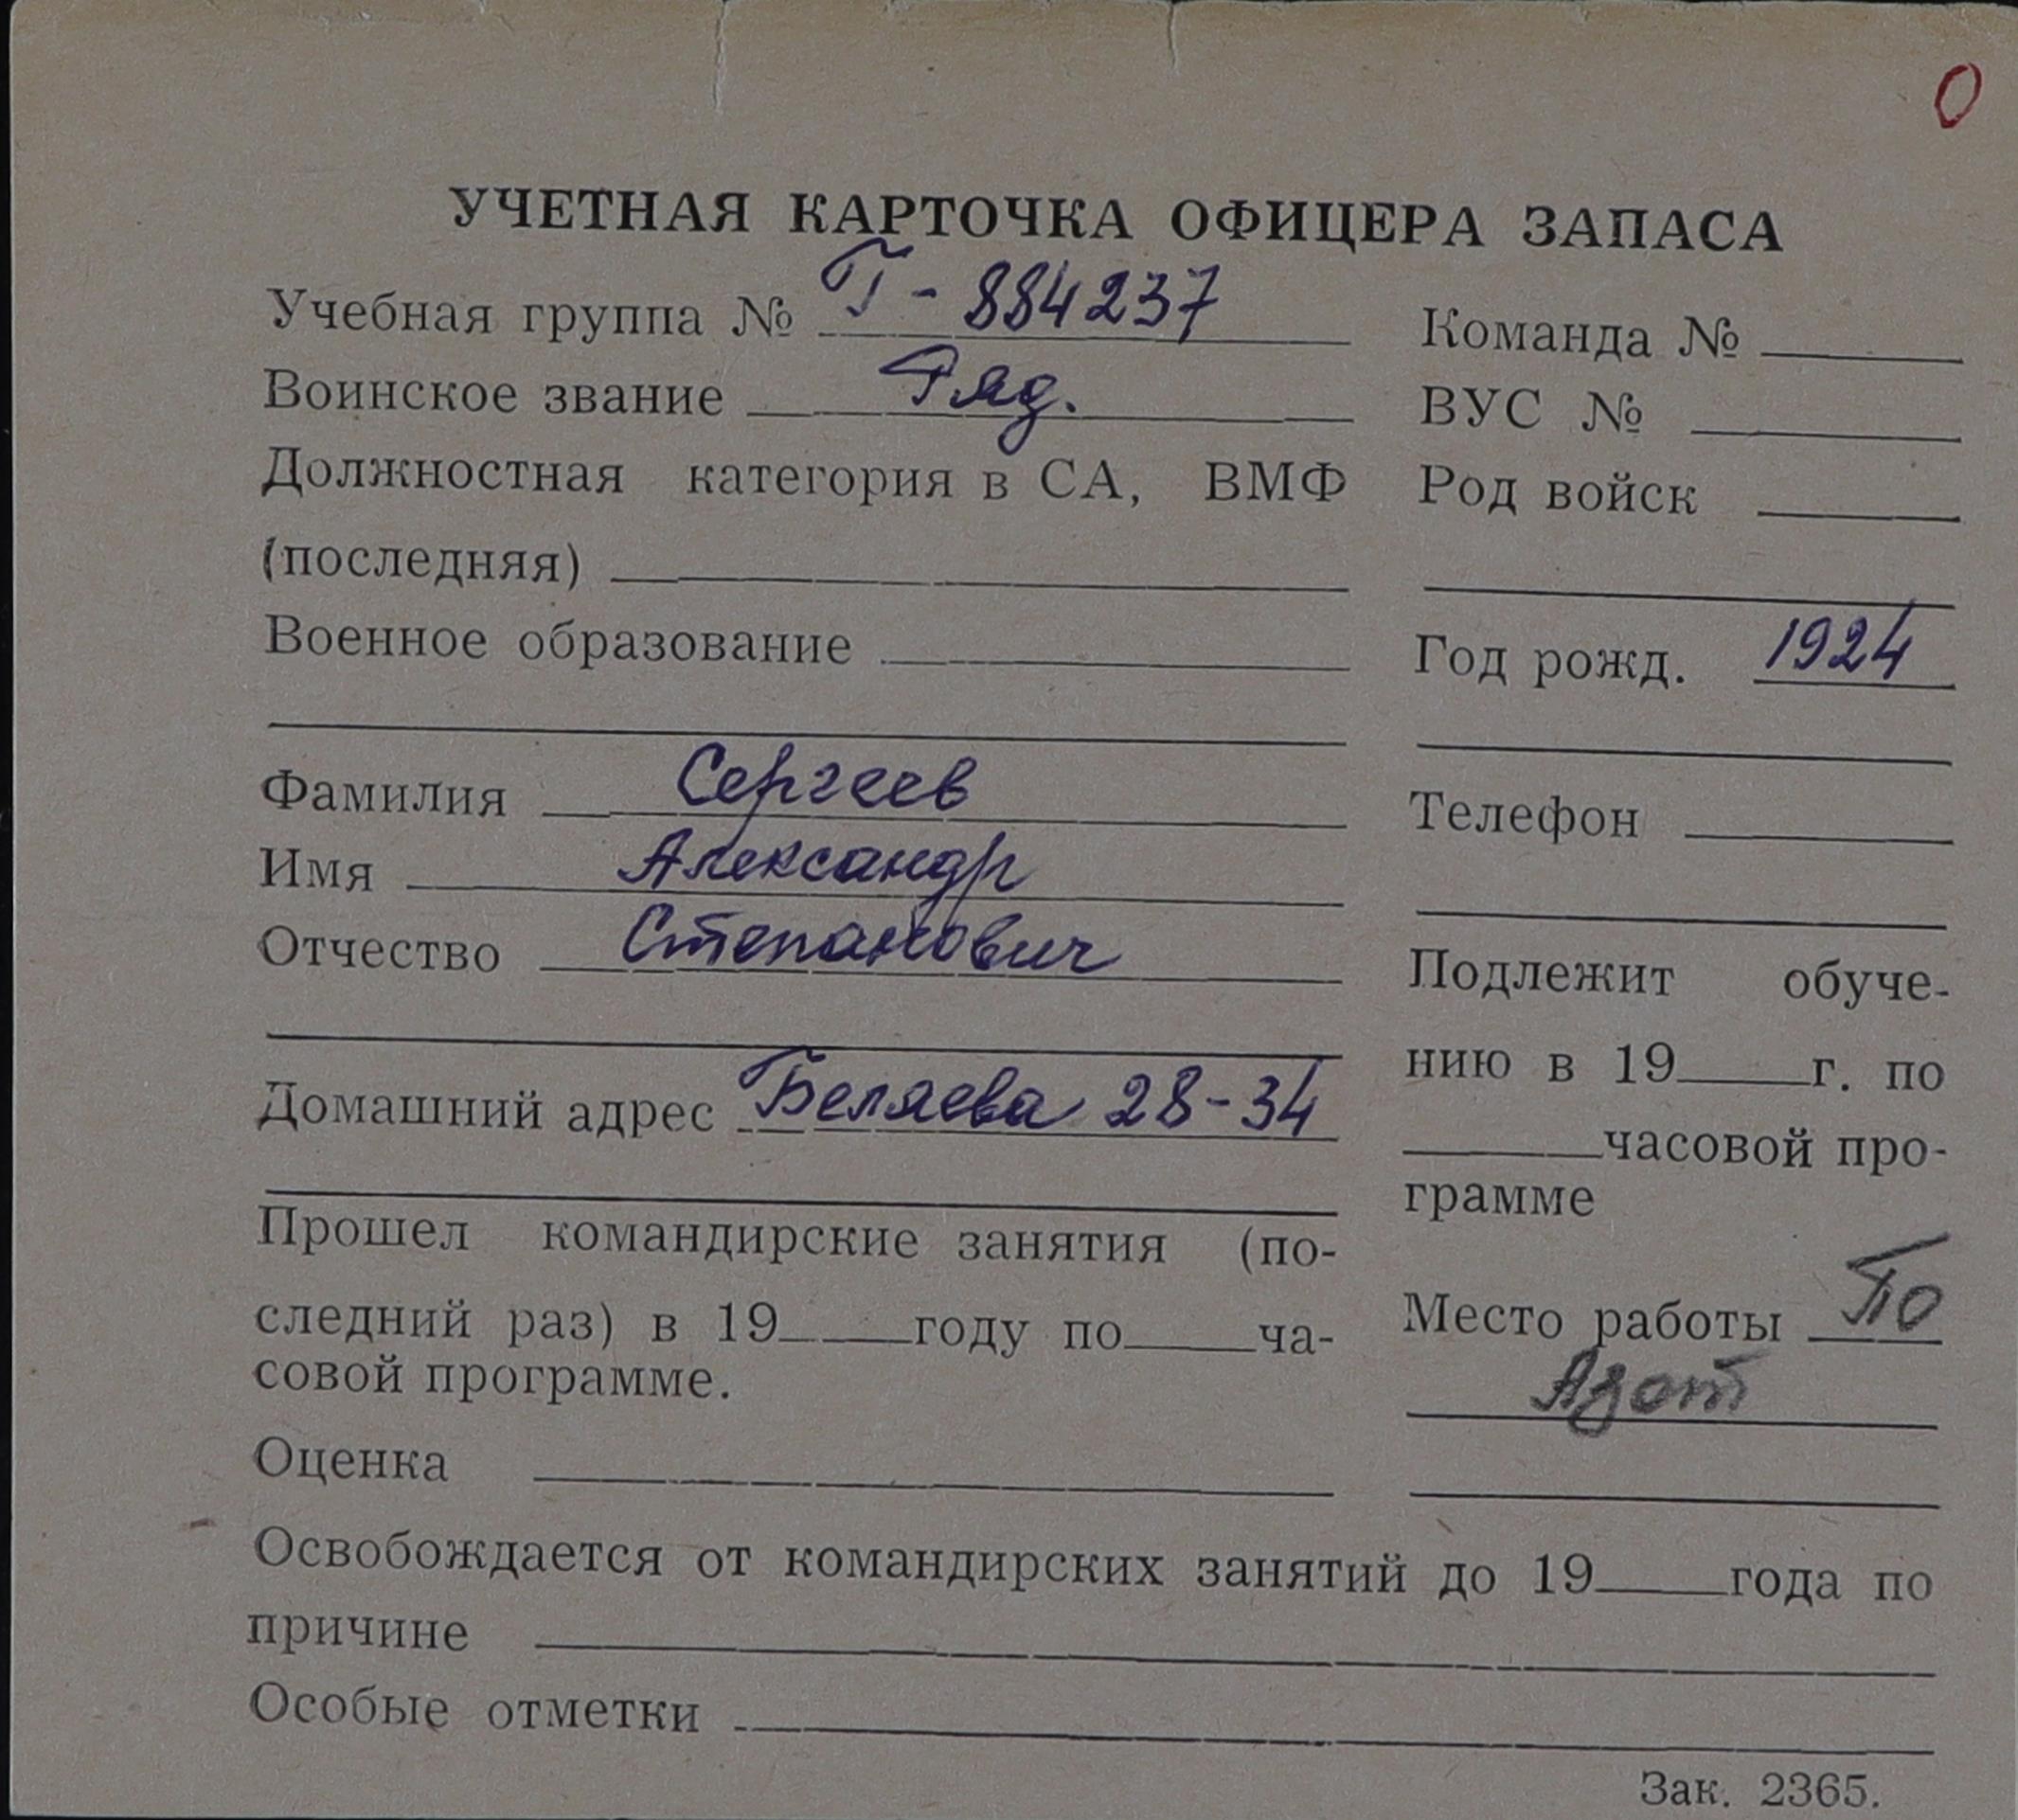 0
УЧЕТНАЯ КАРТОЧКА ОФИЦЕРА ЗАПАСА
Учебная группа № Г-884237
Воинское звание Ряд.
Должностная категория в СА, ВМФ
(последняя)
Военное образование
Фамилия Сергеев
Имя Александр
Отчество Степанович
Домашний адрес Беляева 28-34
Прошел командирские занятия (по-
следний раз) в 19 году по ча-
совой программе.
Оценка
Команда №
ВУС №
Род войск
Год рожд. 1924
Телефон
Подлежит обуче-
нию в 19 г. по
часовой про-
грамме
Место работы ПО
Азот
Освобождается от командирских занятий до 19 года по
причине
Особые отметки
Зак. 2365.